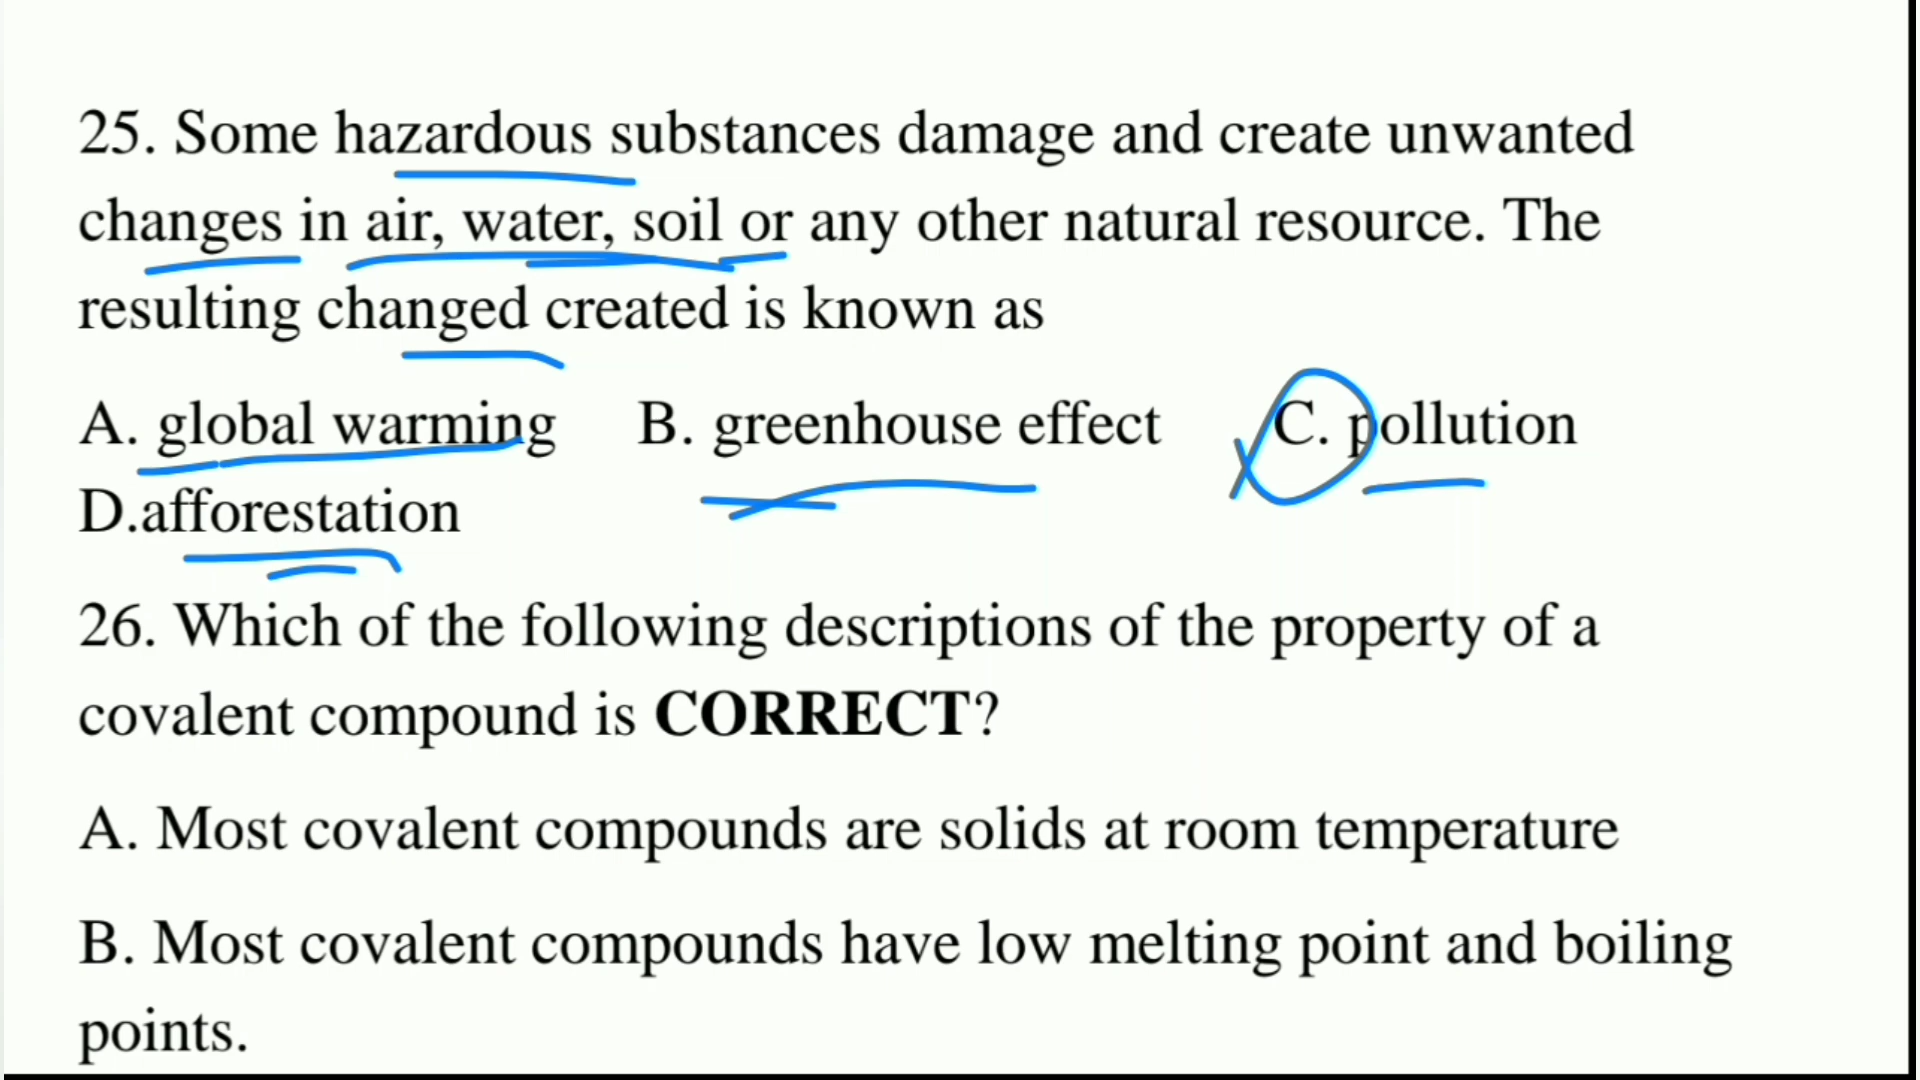 25. Some hazardous substances damage and create unwanted
changes in air, water, soil or any other natural resource. The
resulting changed created is known as
A. global warming B. greenhouse effect C. pollution
D.afforestation
26. Which of the following descriptions of the property of a
covalent compound is CORRECT?
A. Most covalent compounds are solids at room temperature
B. Most covalent compounds have low melting point and boiling
points.